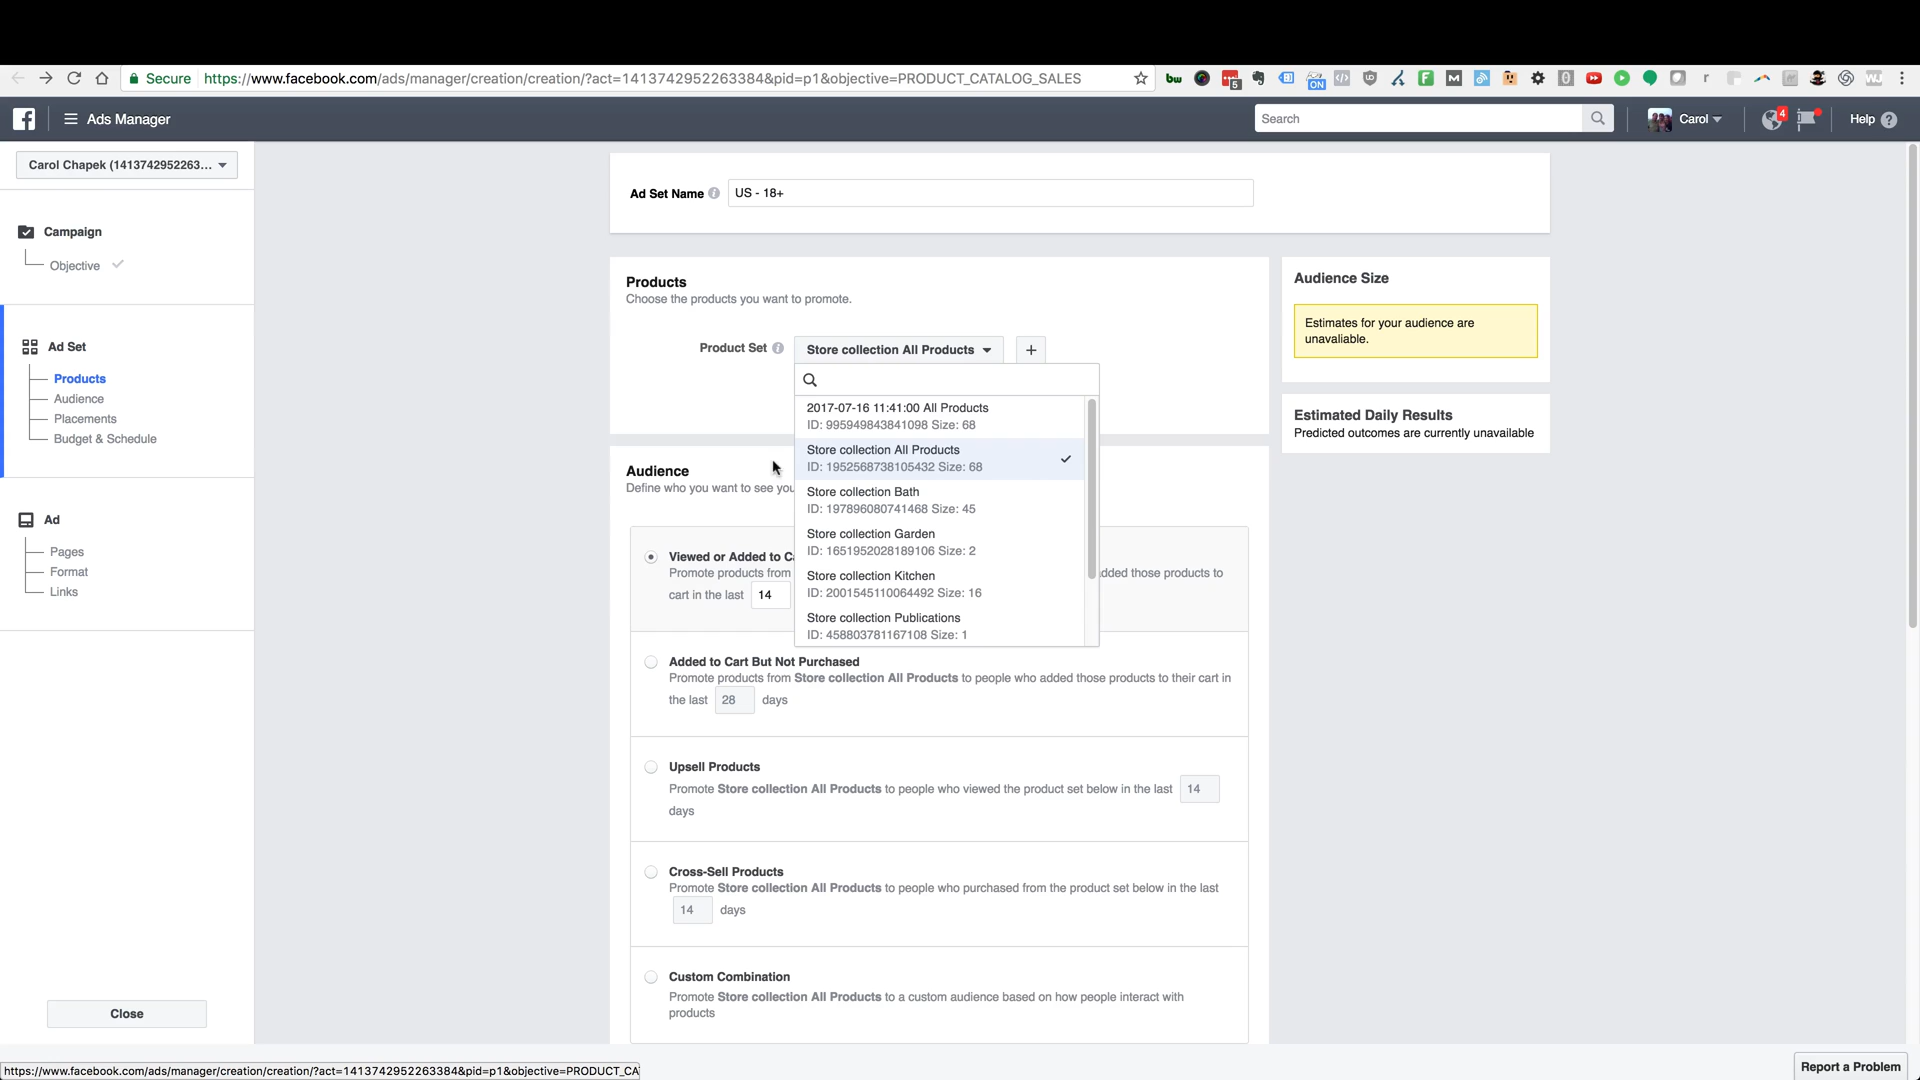 Secure https://www.facebook.com/ads/manager/creation/creation/?act=1413742952263384&pid=p1&objective=PRODUCT_CATALOG_SALES
5
ON
Ads Manager
Search
Carol
4
Help ?
Carol Chapek (1413742952263...
Campaign
Objective
Ad Set
Products
Audience
Placements
Budget & Schedule
Ad
Pages
Format
Links
Close
Ad Set Name US - 18+
Products
Choose the products you want to promote.
Product Set Store collection All Products +
2017-07-16 11:41:00 All Products
ID: 995949843841098 Size: 68
Store collection All Products
ID: 1952568738105432 Size: 68
Store collection Bath
ID: 197896080741468 Size: 45
Store collection Garden
ID: 1651952028189106 Size: 2
Store collection Kitchen
ID: 2001545110064492 Size: 16
Store collection Publications
ID: 458803781167108 Size: 1
Audience
Define who you want to see you
Viewed or Added to Ca
Promote products from dded those products to
cart in the last 14
Added to Cart But Not Purchased
Promote products from Store collection All Products to people who added those products to their cart in
the last 28 days
Upsell Products
Promote Store collection All Products to people who viewed the product set below in the last 14
days
Cross-Sell Products
Promote Store collection All Products to people who purchased from the product set below in the last
14 days
Custom Combination
Promote Store collection All Products to a custom audience based on how people interact with
products
Audience Size
Estimates for your audience are
unavaliable.
Estimated Daily Results
Predicted outcomes are currently unavailable
https://www.facebook.com/ads/manager/creation/creation/?act=1413742952263384&pid=p1&objective=PRODUCT_CA
Report a Problem